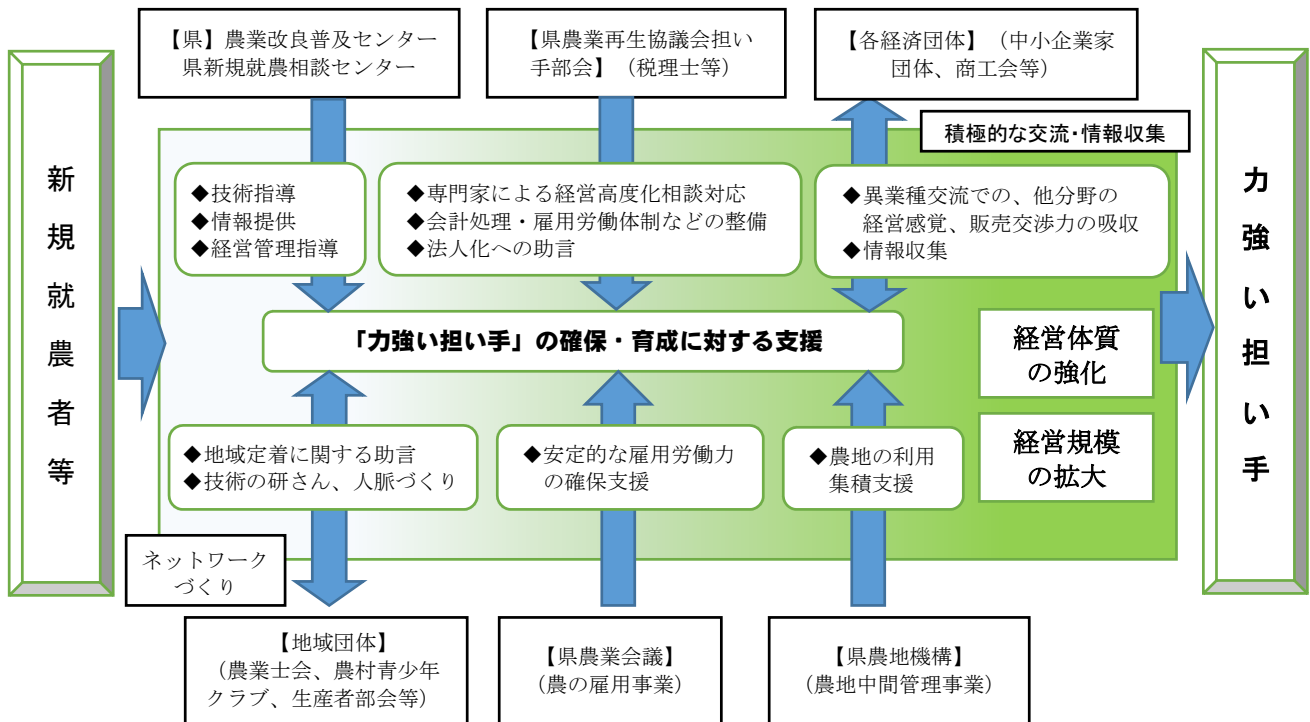 【県】農業改良普及センター
県新規就農相談センター
【県農業再生協議会担い
手部会】（税理士等）
【各経済団体】（中小企業家
団体、商工会等）
積極的な交流・情報収集
新規就農者等
◆技術指導
◆情報提供
◆経営管理指導
◆専門家による経営高度化相談対応
◆会計処理・雇用労働体制などの整備
◆法人化への助言
◆異業種交流での、他分野の
経営感覚、販売交渉力の吸収
◆情報収集
力強い担い手
「力強い担い手」の確保・育成に対する支援
経営体質
の強化
経営規模
の拡大
◆地域定着に関する助言
◆技術の研さん、人脈づくり
◆安定的な雇用労働力
の確保支援
◆農地の利用
集積支援
ネットワーク
づくり
【地域団体】
（農業士会、農村青少年
クラブ、生産者部会等）
【県農業会議】
（農の雇用事業）
【県農地機構】
（農地中間管理事業）